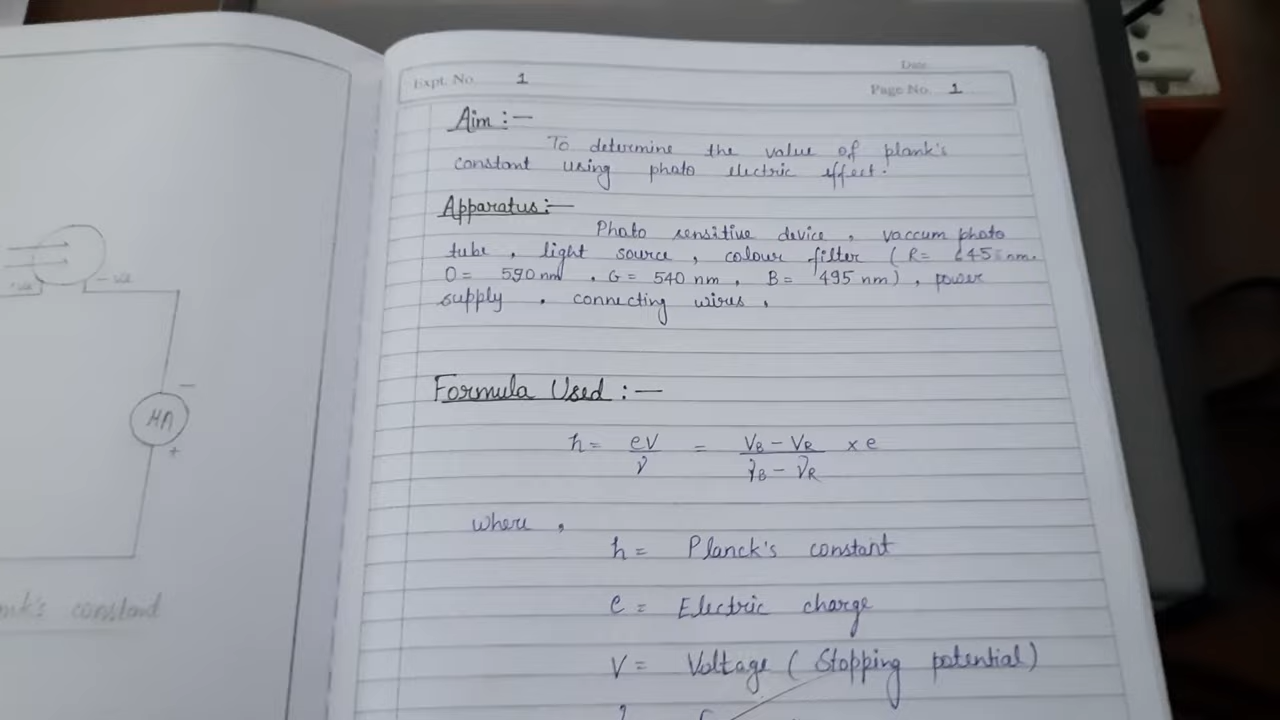 -ve
-
μA
+
constant
Date
Expt. No. 1
Page No. 1
Aim :-
To determine the value of plank's
constant using photo electric effect.
Apparatus:-
Photo sensitive device, vaccum photo
tube, light source, colour filter (R= 645 nm.
O= 590 nm, G= 540 nm, B= 495 nm), power
supply, connecting wires,
Formula Used :-
h= eV/ν = VB - VR / νB - νR × e
where,
h= Planck's constant
e= Electric charge
V= Voltage (Stopping potential)